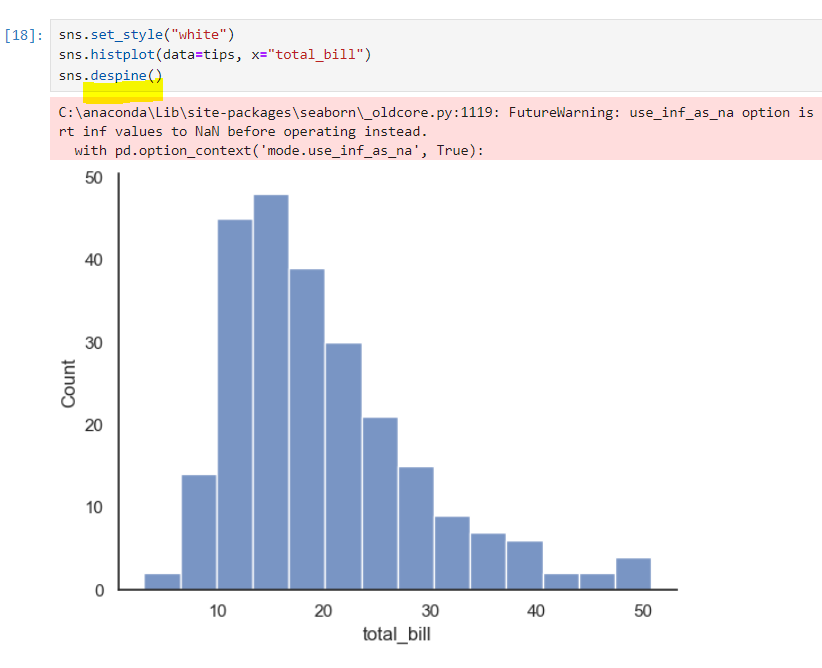 [18]: sns.set_style("white")
sns.histplot(data=tips, x="total_bill")
sns.despine()
C:\anaconda\Lib\site-packages\seaborn\_oldcore.py:1119: FutureWarning: use_inf_as_na option is
rt inf values to NaN before operating instead.
with pd.option_context('mode.use_inf_as_na', True):
50
40
30
20
10
0
Count
10 20 30 40 50
total_bill